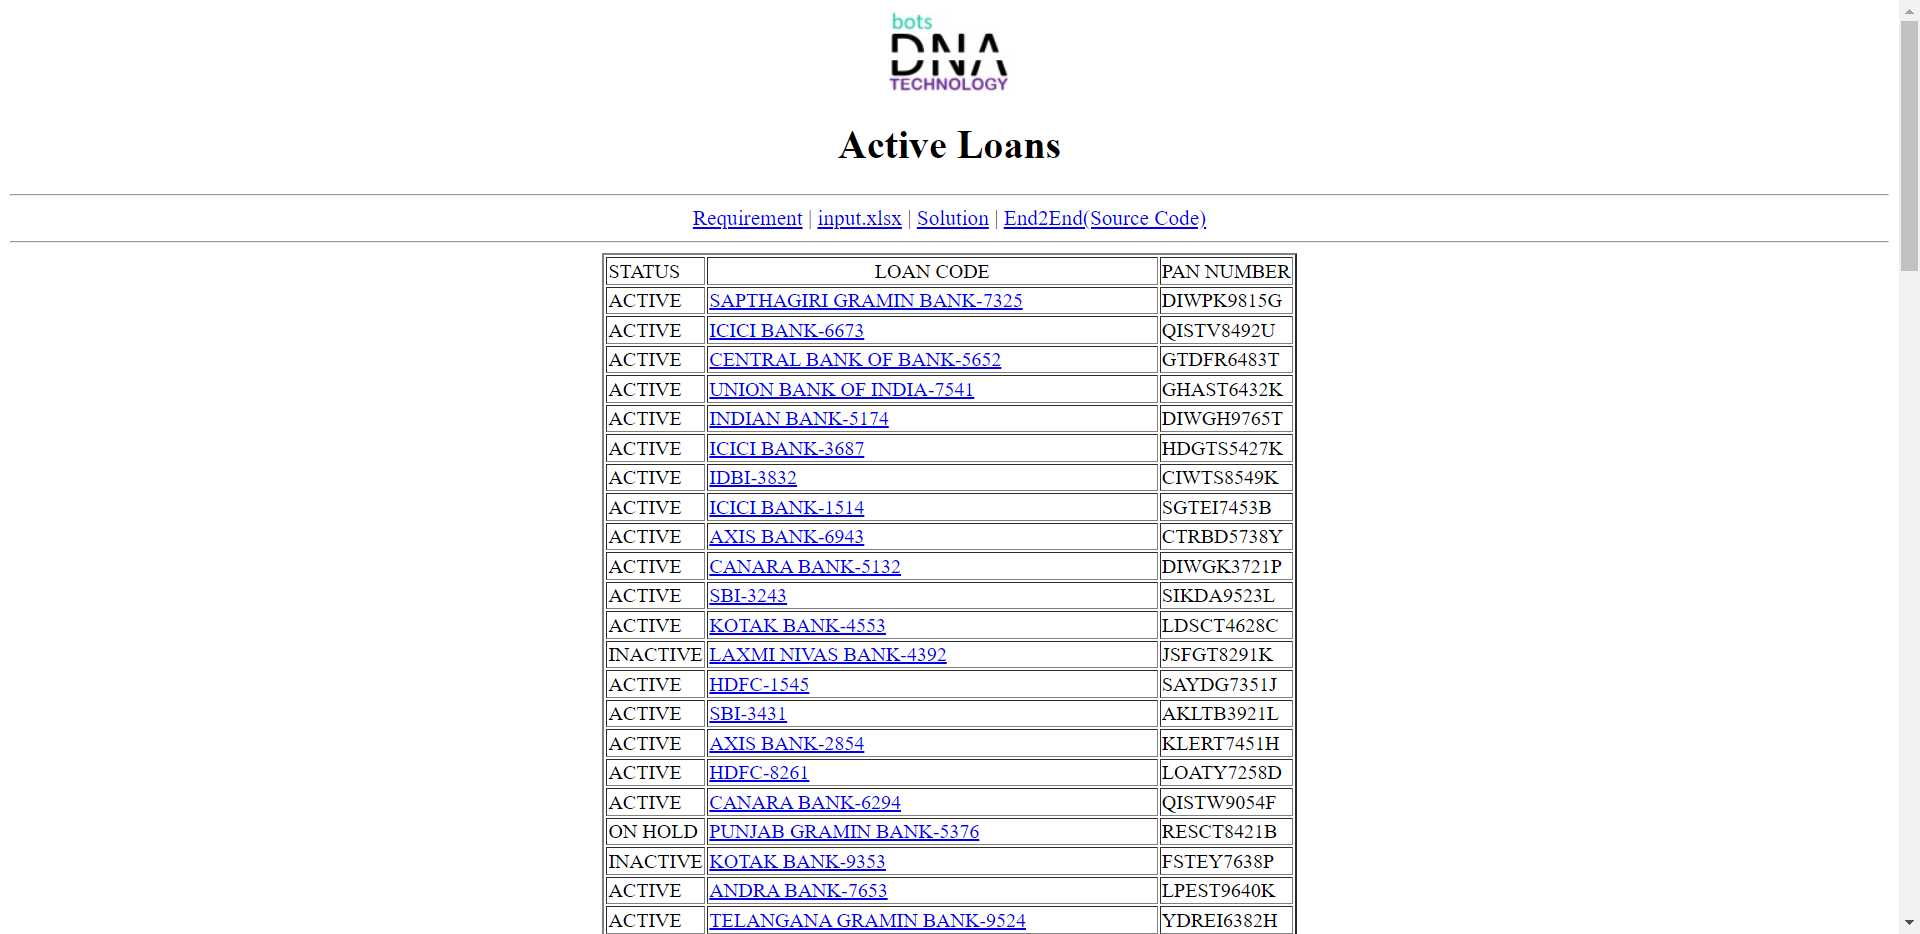 bots
DNA
TECHNOLOGY
Active Loans
Requirement | input.xlsx | Solution | End2End(Source Code)
STATUS LOAN CODE PAN NUMBER
ACTIVE SAPTHAGIRI GRAMIN BANK-7325 DIWPK9815G
ACTIVE ICICI BANK-6673 QISTV8492U
ACTIVE CENTRAL BANK OF BANK-5652 GTDFR6483T
ACTIVE UNION BANK OF INDIA-7541 GHAST6432K
ACTIVE INDIAN BANK-5174 DIWGH9765T
ACTIVE ICICI BANK-3687 HDGTS5427K
ACTIVE IDBI-3832 CIWTS8549K
ACTIVE ICICI BANK-1514 SGTEI7453B
ACTIVE AXIS BANK-6943 CTRBD5738Y
ACTIVE CANARA BANK-5132 DIWGK3721P
ACTIVE SBI-3243 SIKDA9523L
ACTIVE KOTAK BANK-4553 LDSCT4628C
INACTIVE LAXMI NIVAS BANK-4392 JSFGT8291K
ACTIVE HDFC-1545 SAYDG7351J
ACTIVE SBI-3431 AKLTB3921L
ACTIVE AXIS BANK-2854 KLERT7451H
ACTIVE HDFC-8261 LOATY7258D
ACTIVE CANARA BANK-6294 QISTW9054F
ON HOLD PUNJAB GRAMIN BANK-5376 RESCT8421B
INACTIVE KOTAK BANK-9353 FSTEY7638P
ACTIVE ANDRA BANK-7653 LPEST9640K
ACTIVE TELANGANA GRAMIN BANK-9524 YDREI6382H